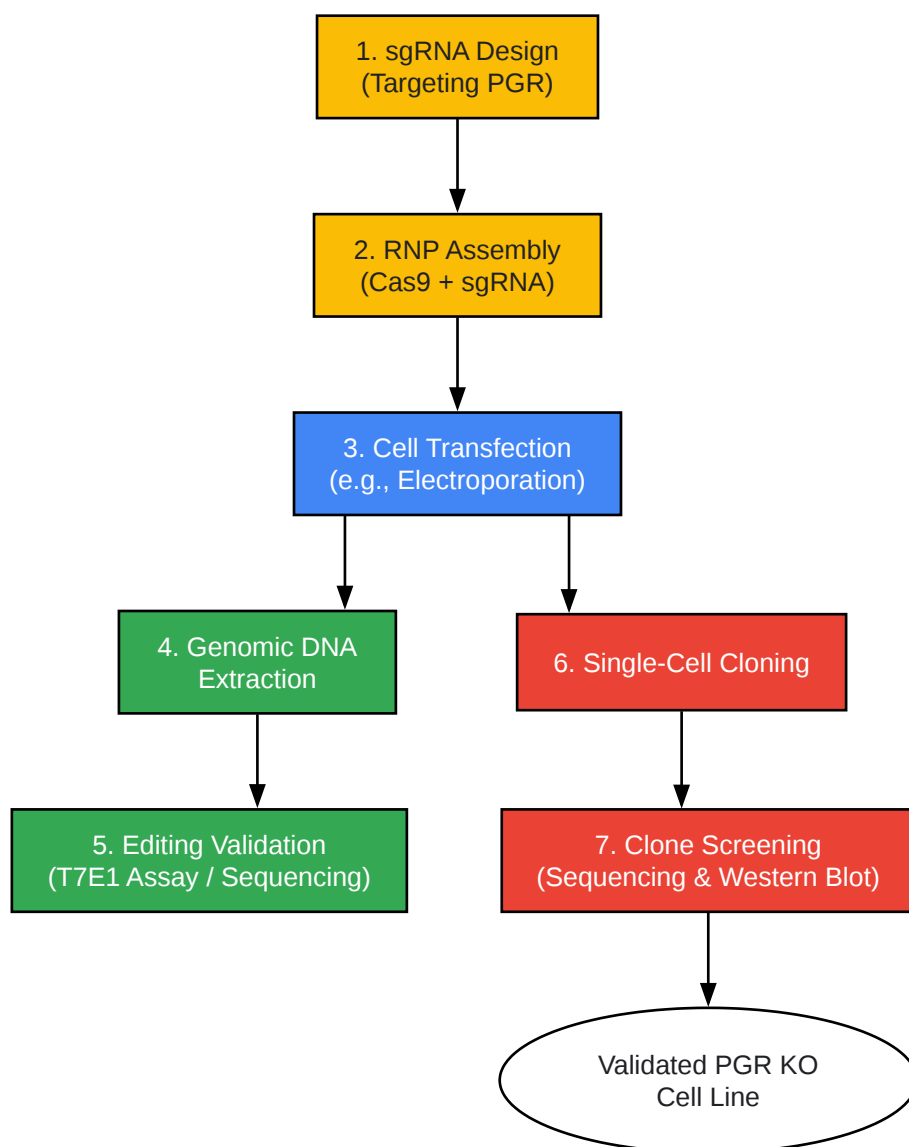 1. sgRNA Design
(Targeting PGR)
2. RNP Assembly
(Cas9 + sgRNA)
3. Cell Transfection
(e.g., Electroporation)
4. Genomic DNA
Extraction
6. Single-Cell Cloning
5. Editing Validation
(T7E1 Assay / Sequencing)
7. Clone Screening
(Sequencing & Western Blot)
Validated PGR KO
Cell Line